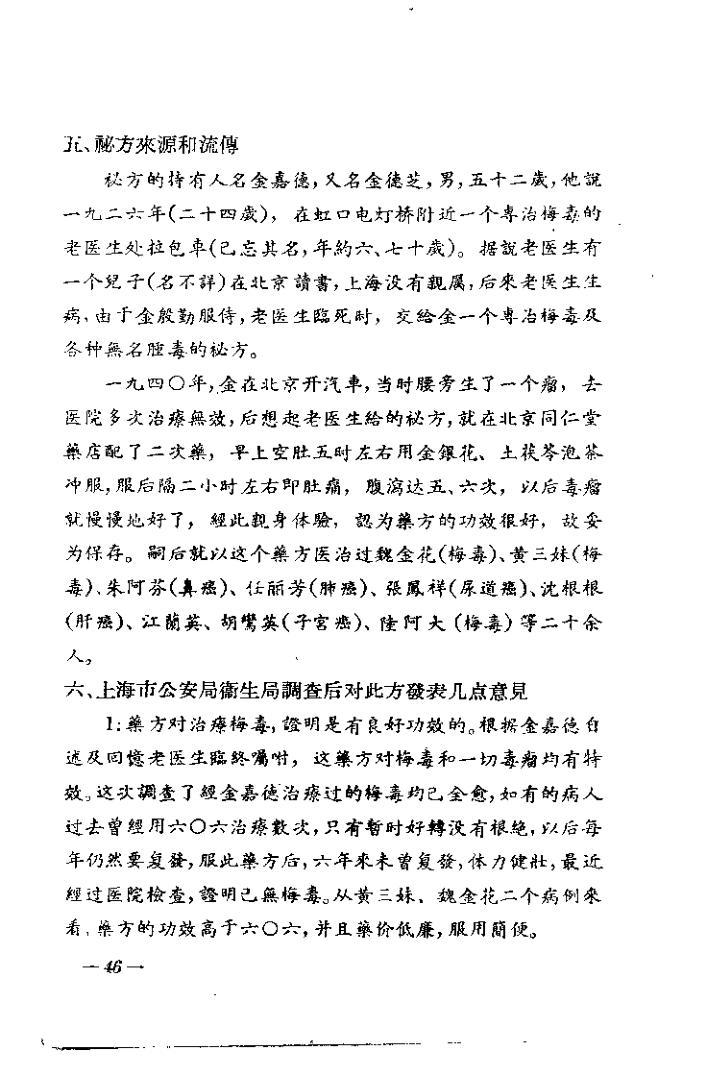 五、祕方來源和流傳
祕方的持有人名金嘉德,又名金德芝,男,五十二歲,他說
一九二六年(二十四歲),在虹口电灯桥附近一个專治梅毒的
老医生处拉包車(己忘其名,年約六、七十歲)。据說老医生有
一个兒子(名不詳)在北京讀書,上海没有親属,后來老医生生
病,由于金殷勤服侍,老医生臨死时,交給金一个專治梅毒及
各种無名腫毒的祕方。
一九四〇年,金在北京开汽車,当时腰旁生了一个瘤,去
医院多次治療無效,后想起老医生給的祕方,就在北京同仁堂
藥店配了二次藥,早上空肚五时左右用金銀花、土茯苓泡茶
冲服,服后隔二小时左右即肚痛,腹瀉达五、六次,以后毒瘤
就慢慢地好了,經此親身体驗,認为藥方的功效很好,故妥
为保存。嗣后就以这个藥方医治过魏金花(梅毒)、黄三妹(梅
毒)、朱阿芬(鼻癌)、任丽芳(肺癌)、張鳳祥(尿道癌)、沈根根
(肝癌)、江蘭英、胡鸞英(子宮癌)、陸阿大(梅毒)等二十余
人。
六、上海市公安局衞生局調查后对此方發表几点意見
1:藥方对治療梅毒,證明是有良好功效的。根据金嘉德自
述及回憶老医生臨終囑咐,这藥方对梅毒和一切毒瘤均有特
效。这次調查了經金嘉德治療过的梅毒均已全愈,如有的病人
过去曾經用六〇六治療數次,只有暫时好轉没有根絕,以后每
年仍然要复發,服此藥方后,六年來未曾复發,体力健壯,最近
經过医院檢查,證明已無梅毒。从黄三妹、魏金花二个病例來
看,藥方的功效高于六〇六,并且藥价低廉,服用簡便。
—46—